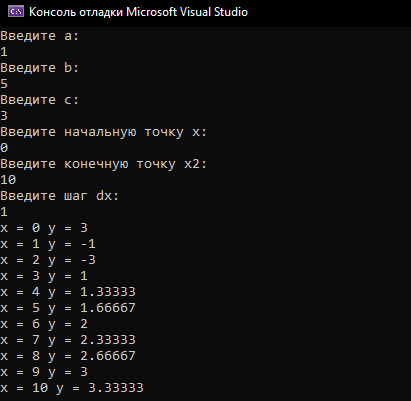 Консоль отладки Microsoft Visual Studio
Введите a:
1
Введите b:
5
Введите c:
3
Введите начальную точку x:
0
Введите конечную точку x2:
10
Введите шаг dx:
1
x = 0 y = 3
x = 1 y = -1
x = 2 y = -3
x = 3 y = 1
x = 4 y = 1.33333
x = 5 y = 1.66667
x = 6 y = 2
x = 7 y = 2.33333
x = 8 y = 2.66667
x = 9 y = 3
x = 10 y = 3.33333